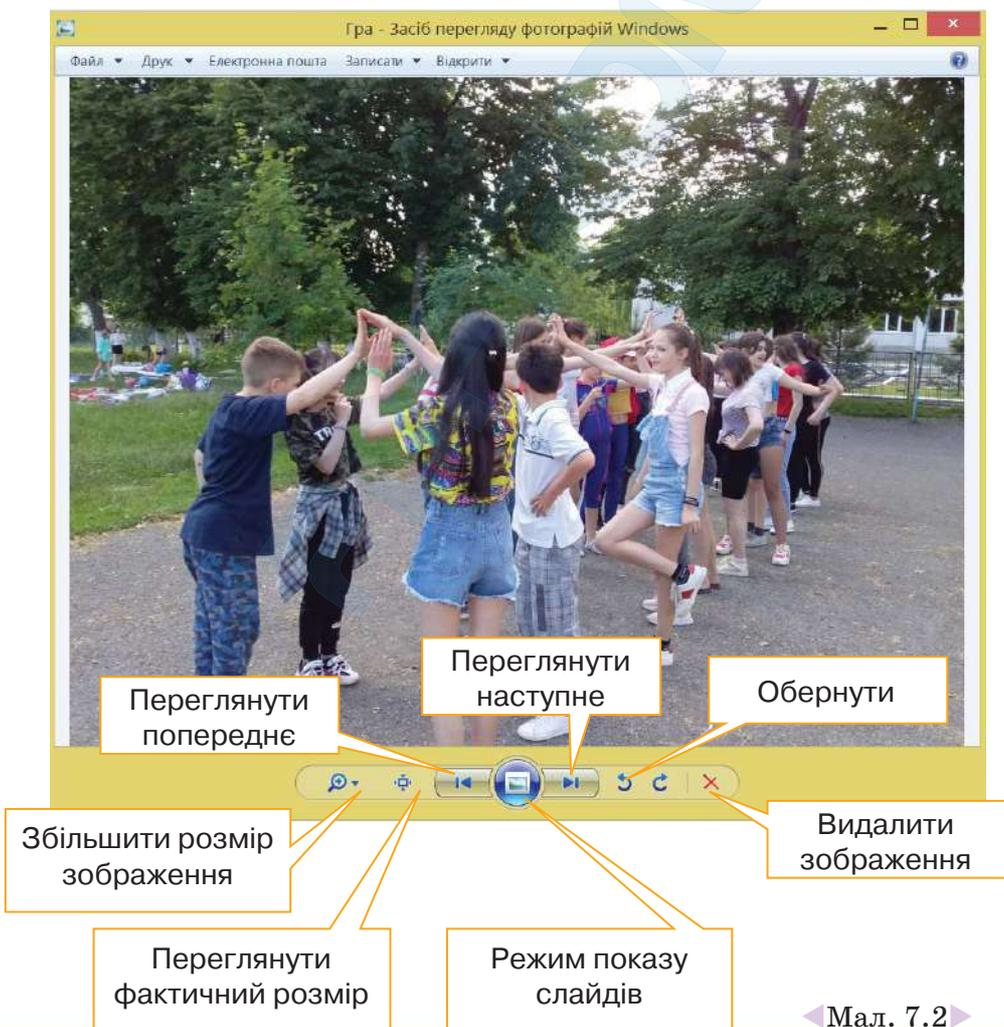 Гра - Засіб перегляду фотографій Windows
Файл Друк Електронна пошта Записати Відкрити
Переглянути
попереднє
Переглянути
наступне
Обернути
Збільшити розмір
зображення
Видалити
зображення
Переглянути
фактичний розмір
Режим показу
слайдів
Мал. 7.2